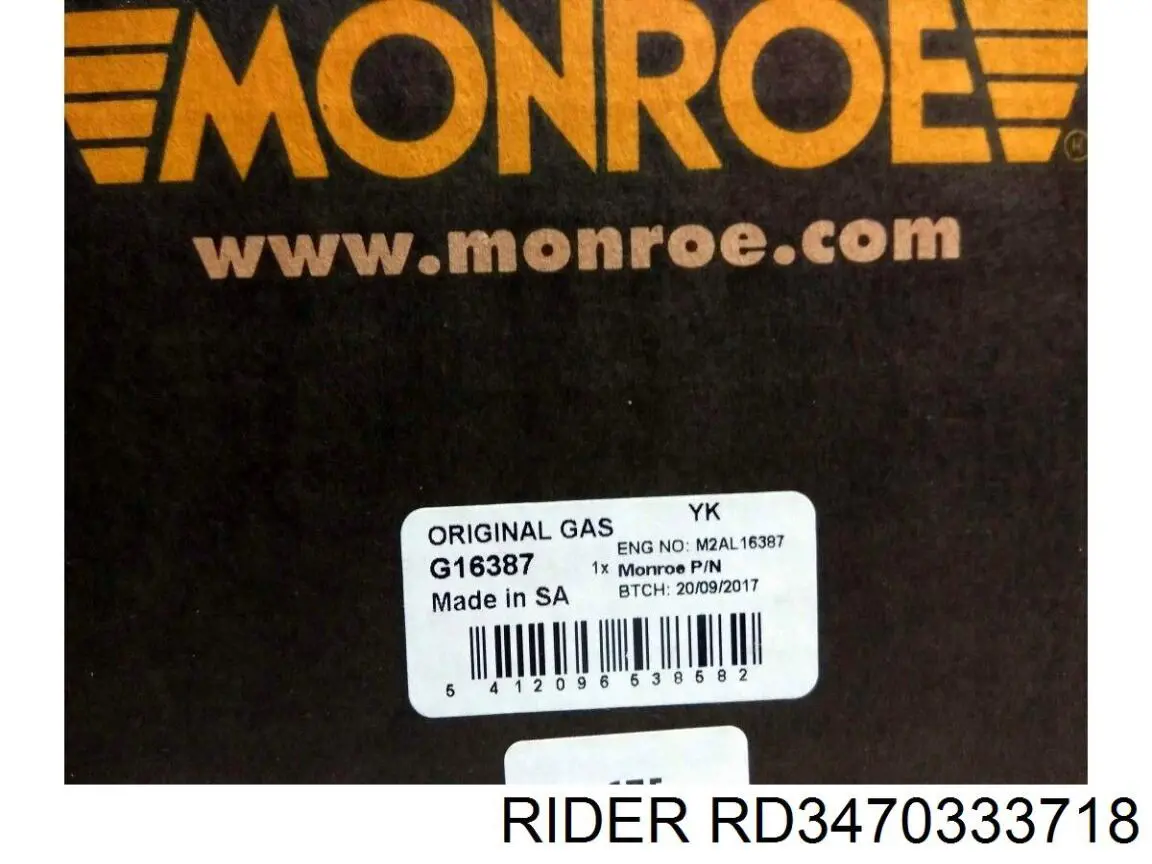 MONROE
www.monroe.com
YK
ORIGINAL GAS
ENG NO: M2AL16387
G16387
1x Monroe P/N
Made in SA
BTCH: 20/09/2017
5 412096 538582
RIDER RD3470333718